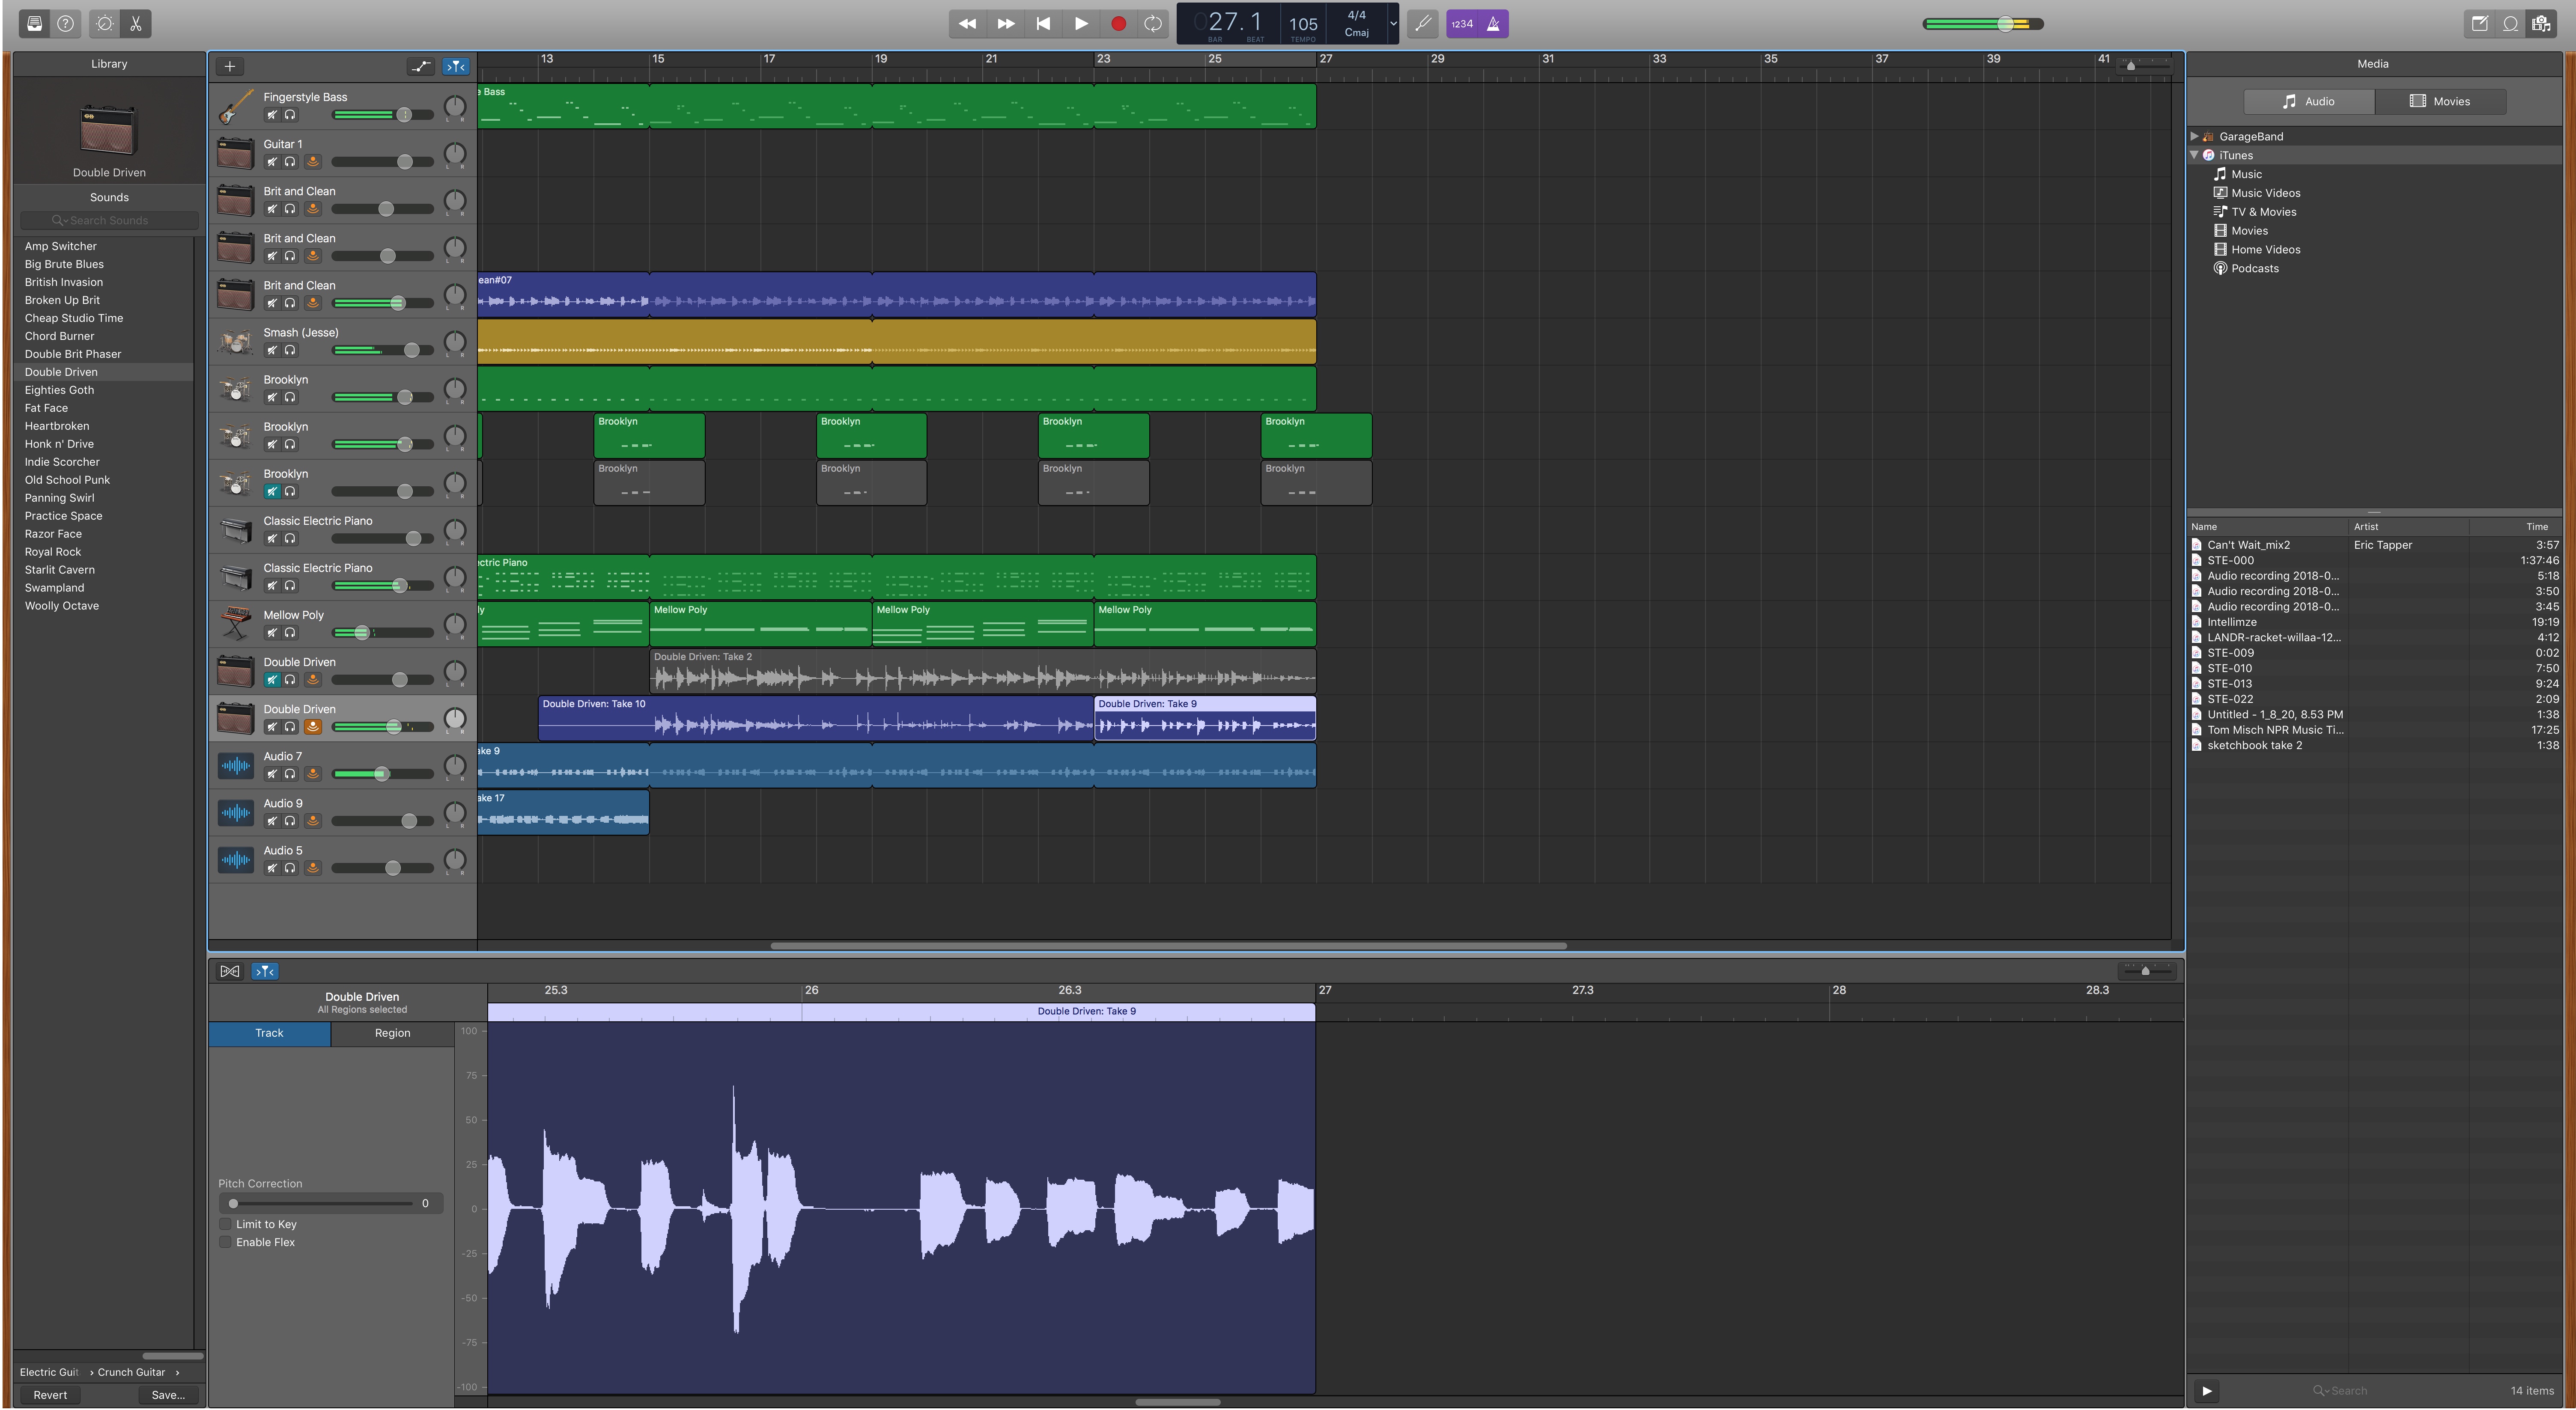 027.1
BAR BEAT
105
TEMPO
4/4
Cmaj
1234
Library
Double Driven
Sounds
Search Sounds
Amp Switcher
Big Brute Blues
British Invasion
Broken Up Brit
Cheap Studio Time
Chord Burner
Double Brit Phaser
Double Driven
Eighties Goth
Fat Face
Heartbroken
Honk n' Drive
Indie Scorcher
Old School Punk
Panning Swirl
Practice Space
Razor Face
Royal Rock
Starlit Cavern
Swampland
Woolly Octave
Electric Guit › Crunch Guitar ›
Revert Save...
13 15 17 19 21 23 25 27 29 31 33 35 37 39 41
Fingerstyle Bass
L R
e Bass
Guitar 1
L R
Brit and Clean
L R
Brit and Clean
L R
Brit and Clean
L R
ean#07
Smash (Jesse)
L R
Brooklyn
L R
Brooklyn
L R
Brooklyn Brooklyn Brooklyn Brooklyn
Brooklyn
L R
Brooklyn Brooklyn Brooklyn Brooklyn
Classic Electric Piano
L R
Classic Electric Piano
L R
ectric Piano
Mellow Poly
L R
ly Mellow Poly Mellow Poly Mellow Poly
Double Driven
L R
Double Driven: Take 2
Double Driven
L R
Double Driven: Take 10 Double Driven: Take 9
Audio 7
L R
ake 9
Audio 9
L R
ake 17
Audio 5
L R
Double Driven
All Regions selected
Track Region
Pitch Correction
0
Limit to Key
Enable Flex
25.3 26 26.3 27 27.3 28 28.3
Double Driven: Take 9
100
75
50
25
0
-25
-50
-75
-100
Media
Audio Movies
GarageBand
iTunes
Music
Music Videos
TV & Movies
Movies
Home Videos
Podcasts
Name Artist Time
Can't Wait_mix2 Eric Tapper 3:57
STE-000 1:37:46
Audio recording 2018-0... 5:18
Audio recording 2018-0... 3:50
Audio recording 2018-0... 3:45
Intellimze 19:19
LANDR-racket-willaa-12... 4:12
STE-009 0:02
STE-010 7:50
STE-013 9:24
STE-022 2:09
Untitled - 1_8_20, 8.53 PM 1:38
Tom Misch NPR Music Ti... 17:25
sketchbook take 2 1:38
Search 14 items